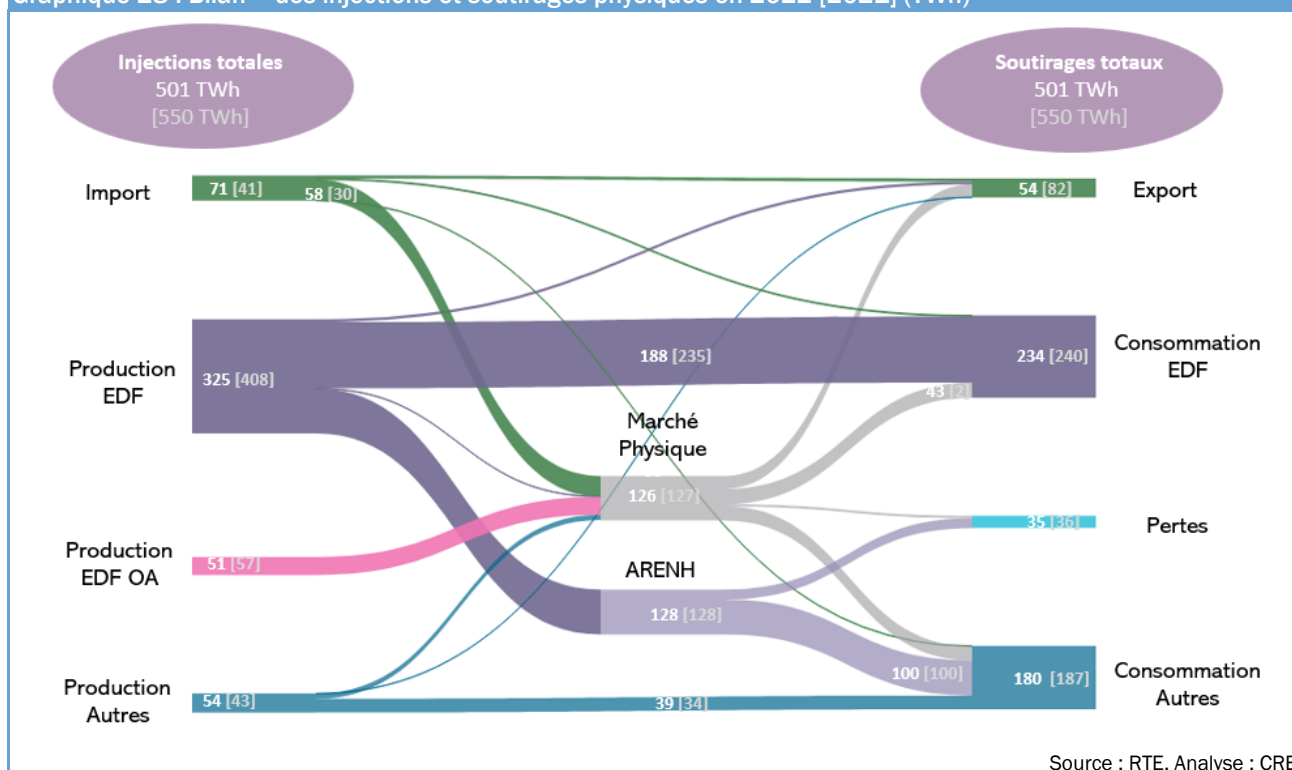 Injections totales
501 TWh
[550 TWh]
Soutirages totaux
501 TWh
[550 TWh]
Import
71 [41]
58 [30]
54 [82]
Export
Production
EDF
325 [408]
188 [235]
234 [240]
Consommation
EDF
43 [2]
Marché
Physique
126 [127]
Production
EDF OA
51 [57]
35 [36]
Pertes
ARENH
128 [128]
Production
Autres
54 [43]
39 [34]
100 [100]
180 [187]
Consommation
Autres
Source : RTE, Analyse : CRE